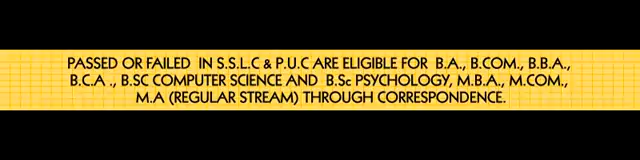 PASSED OR FAILED IN S.S.L.C & P.U.C ARE ELIGIBLE FOR B.A., B.COM., B.B.A.,
B.C.A ., B.SC COMPUTER SCIENCE AND B.Sc PSYCHOLOGY, M.B.A., M.COM.,
M.A (REGULAR STREAM) THROUGH CORRESPONDENCE.